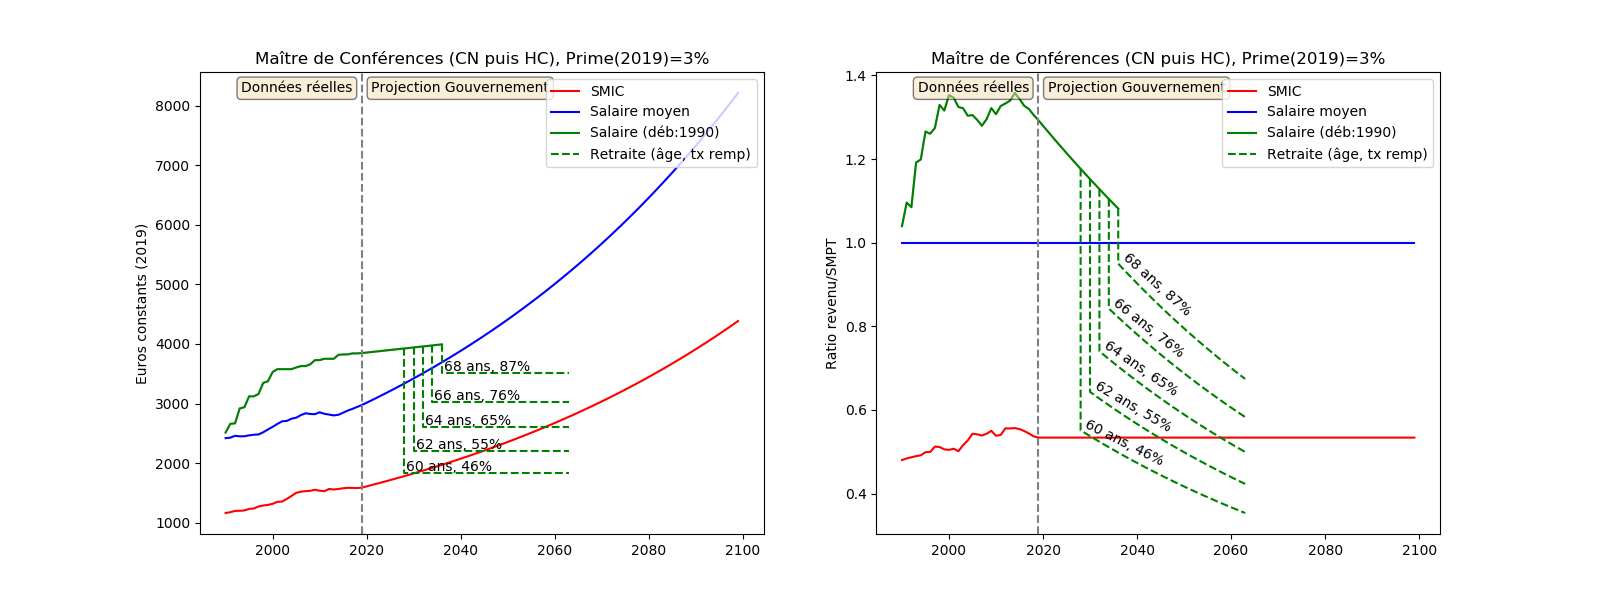 Maître de Conférences (CN puis HC), Prime(2019)=3%
Données réelles
Projection Gouvernement
SMIC
Salaire moyen
Salaire (déb:1990)
Retraite (âge, tx remp)
Euros constants (2019)
8000
7000
6000
5000
4000
3000
2000
1000
68 ans, 87%
66 ans, 76%
64 ans, 65%
62 ans, 55%
60 ans, 46%
2000
2020
2040
2060
2080
2100
Maître de Conférences (CN puis HC), Prime(2019)=3%
Données réelles
Projection Gouvernement
SMIC
Salaire moyen
Salaire (déb:1990)
Retraite (âge, tx remp)
Ratio revenu/SMPT
1.4
1.2
1.0
0.8
0.6
0.4
68 ans, 87%
66 ans, 76%
64 ans, 65%
62 ans, 55%
60 ans, 46%
2000
2020
2040
2060
2080
2100